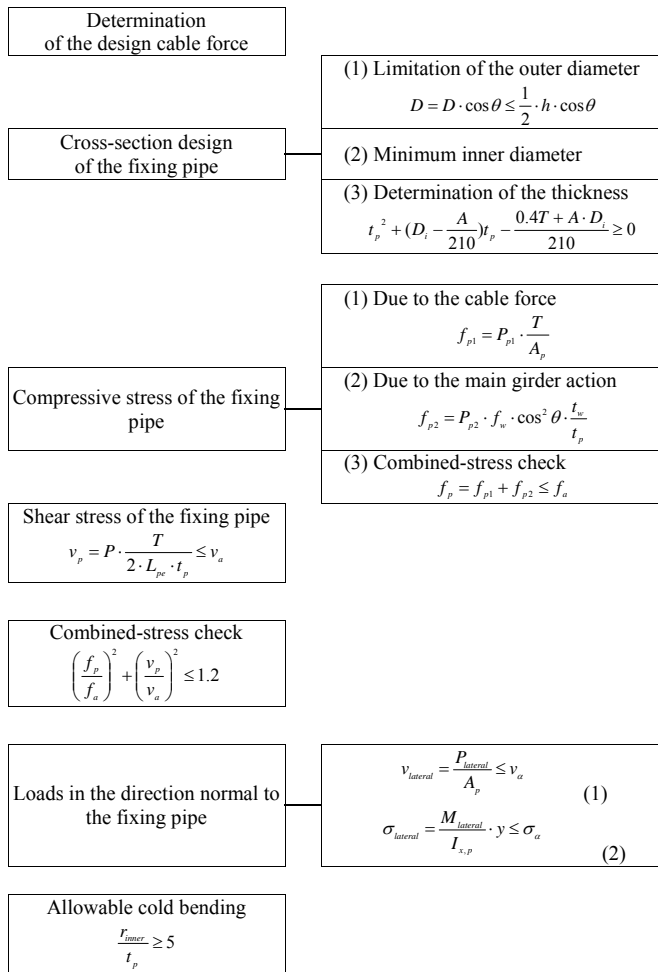 Determination
of the design cable force
(1) Limitation of the outer diameter
D = D · cos θ ≤ 1/2 · h · cos θ
Cross-section design
of the fixing pipe
(2) Minimum inner diameter
(3) Determination of the thickness
t_p² + (D_i − A/210)t_p − (0.4T + A · D_i)/210 ≥ 0
(1) Due to the cable force
f_p1 = P_p1 · T/A_p
Compressive stress of the fixing
pipe
(2) Due to the main girder action
f_p2 = P_p2 · f_w · cos² θ · t_w/t_p
(3) Combined-stress check
f_p = f_p1 + f_p2 ≤ f_a
Shear stress of the fixing pipe
v_p = P · T/(2 · L_pe · t_p) ≤ v_a
Combined-stress check
(f_p/f_a)² + (v_p/v_a)² ≤ 1.2
Loads in the direction normal to
the fixing pipe
v_lateral = P_lateral/A_p ≤ v_α (1)
σ_lateral = M_lateral/I_x,p · y ≤ σ_α (2)
Allowable cold bending
r_inner/t_p ≥ 5